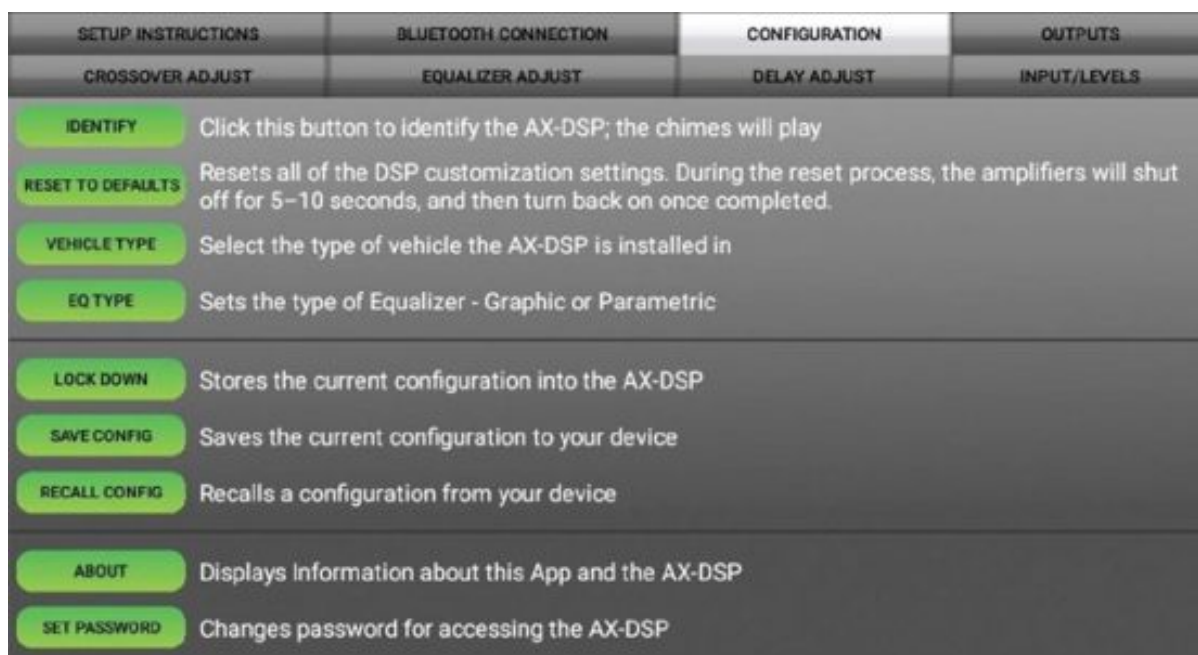 SETUP INSTRUCTIONS
BLUETOOTH CONNECTION
CONFIGURATION
OUTPUTS
CROSSOVER ADJUST
EQUALIZER ADJUST
DELAY ADJUST
INPUT/LEVELS
IDENTIFY
Click this button to identify the AX-DSP; the chimes will play
RESET TO DEFAULTS
Resets all of the DSP customization settings. During the reset process, the amplifiers will shut
off for 5–10 seconds, and then turn back on once completed.
VEHICLE TYPE
Select the type of vehicle the AX-DSP is installed in
EQ TYPE
Sets the type of Equalizer - Graphic or Parametric
LOCK DOWN
Stores the current configuration into the AX-DSP
SAVE CONFIG
Saves the current configuration to your device
RECALL CONFIG
Recalls a configuration from your device
ABOUT
Displays Information about this App and the AX-DSP
SET PASSWORD
Changes password for accessing the AX-DSP